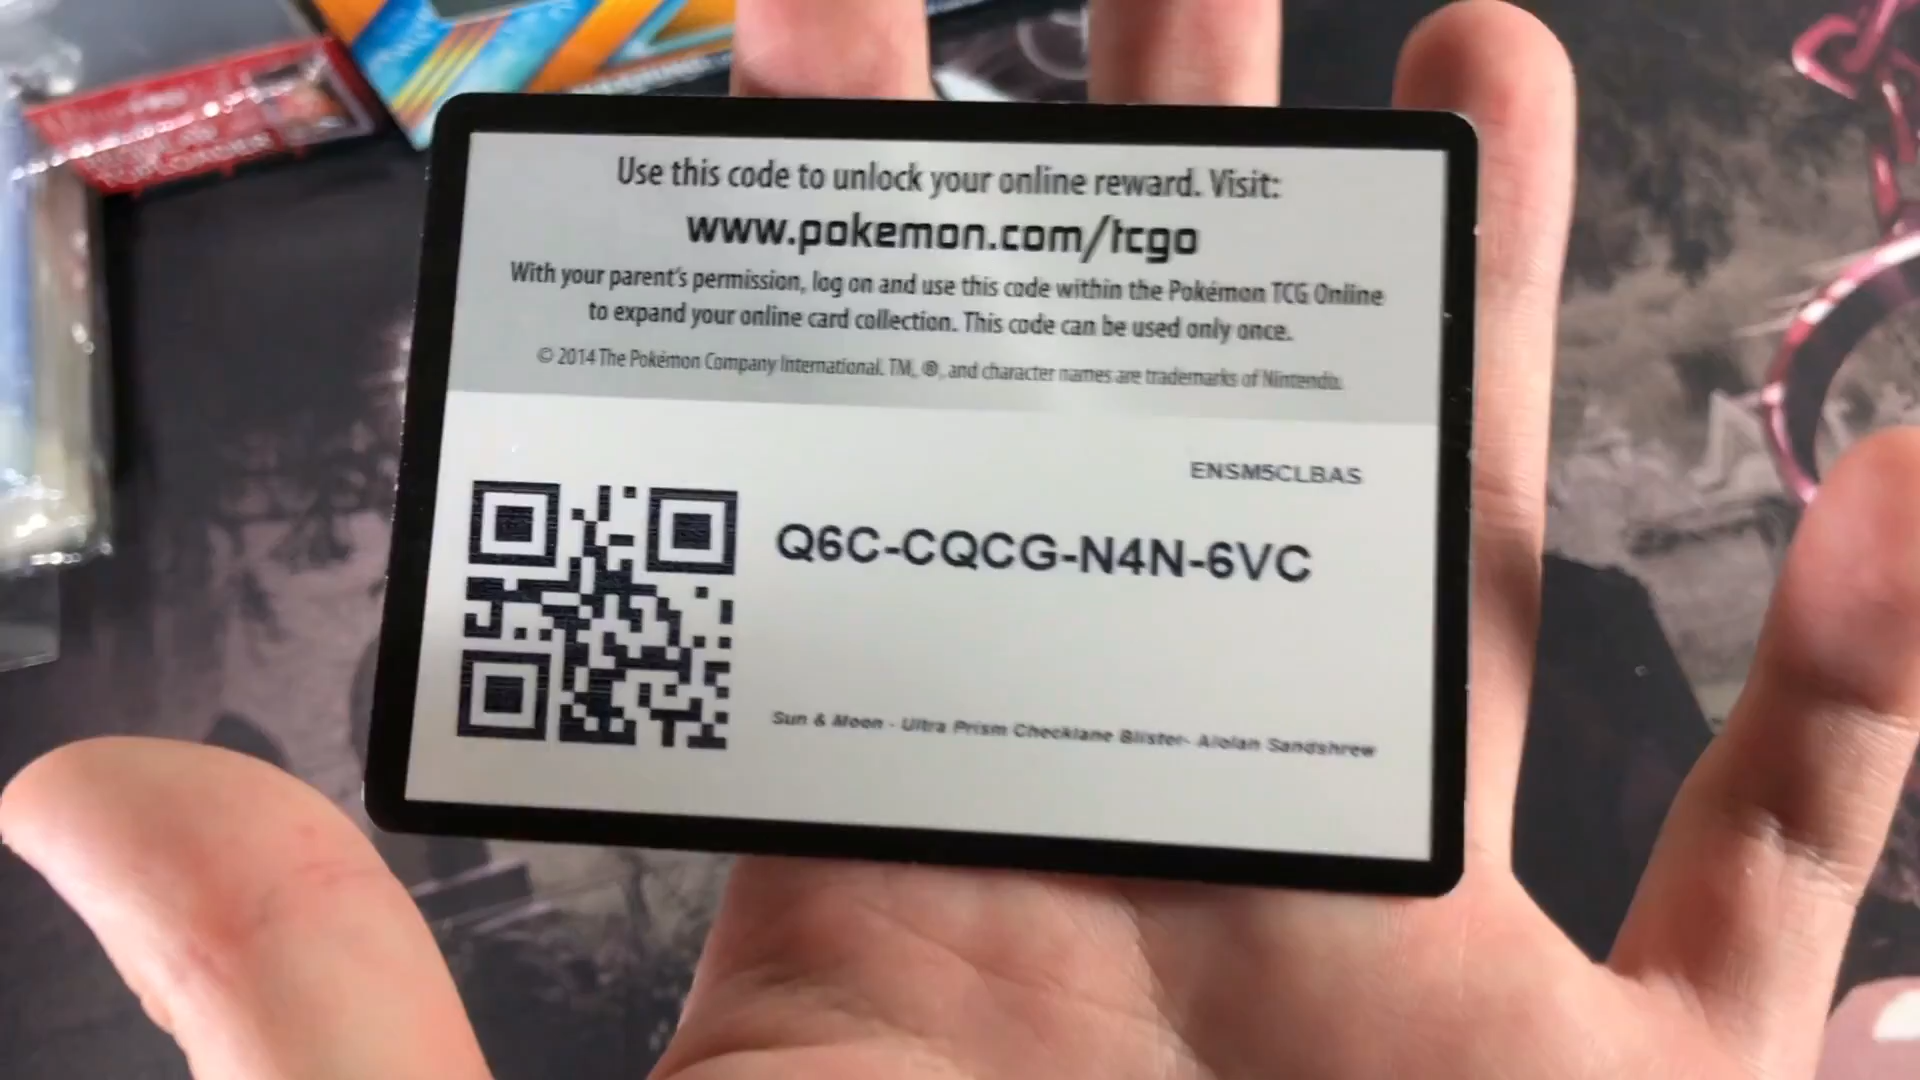 Use this code to unlock your online reward. Visit:
www.pokemon.com/tcgo
With your parent's permission, log on and use this code within the Pokémon TCG Online
to expand your online card collection. This code can be used only once.
© 2014 The Pokémon Company International. TM, ®, and character names are trademarks of Nintendo.
ENSM5CLBAS
Q6C-CQCG-N4N-6VC
Sun & Moon - Ultra Prism Checklane Blister- Alolan Sandshrew